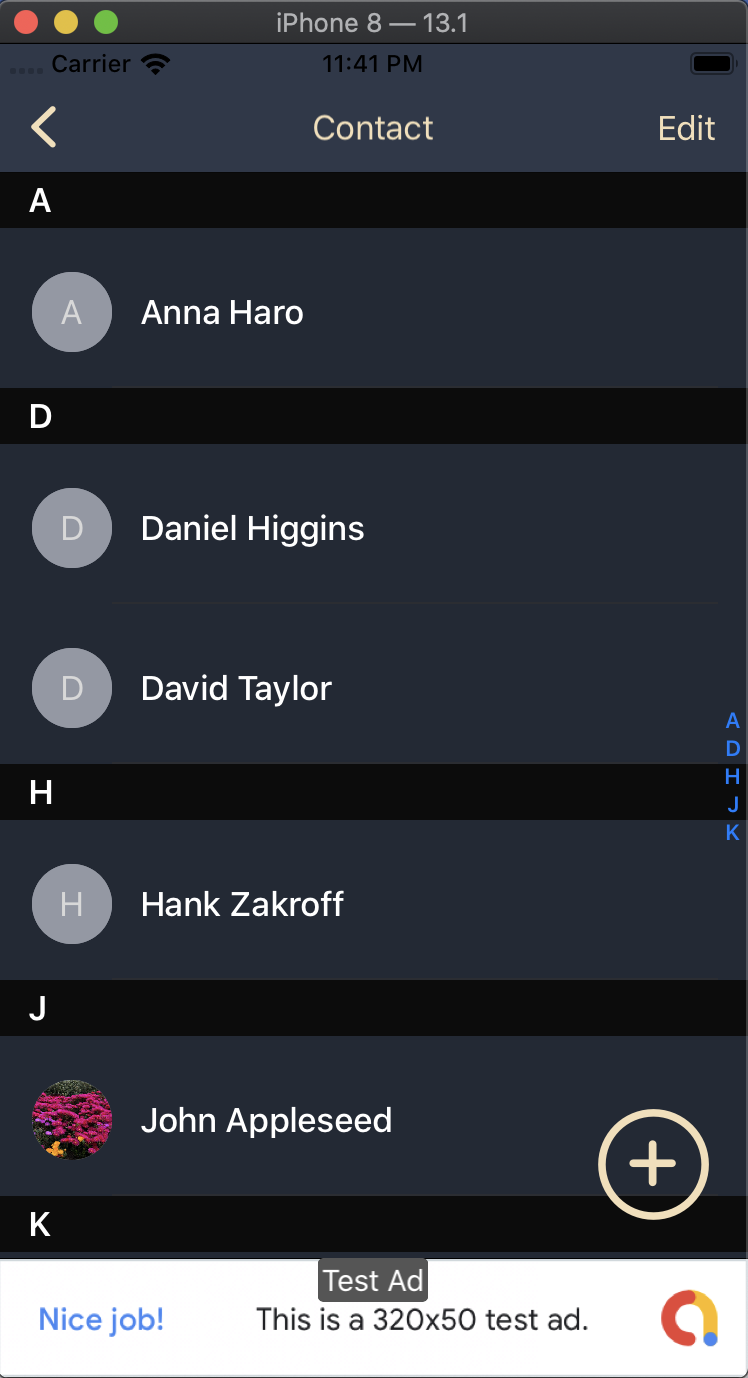 iPhone 8 — 13.1
Carrier 11:41 PM
Contact Edit
A
A Anna Haro
D
D Daniel Higgins
D David Taylor
A
D
H
J
K
H
H Hank Zakroff
J
John Appleseed
K
Test Ad
Nice job! This is a 320x50 test ad.